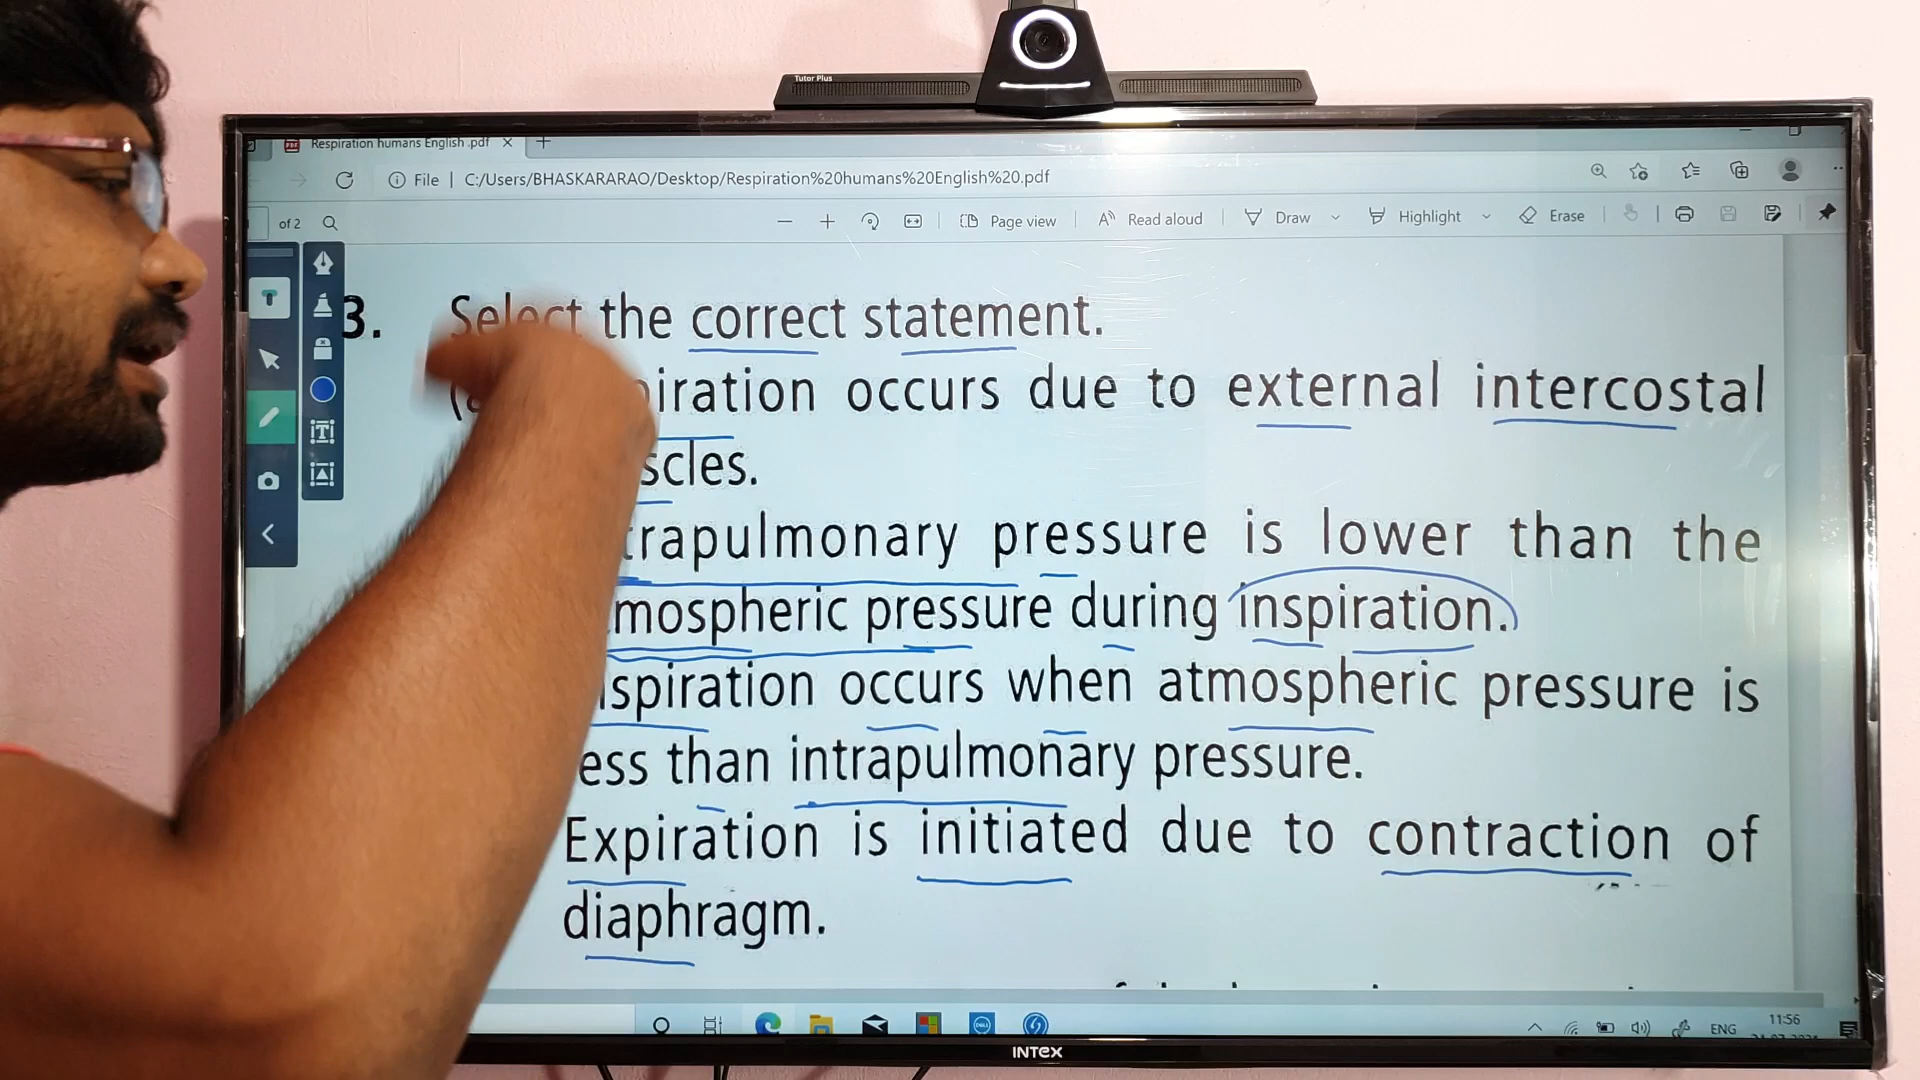 Tutor Plus
Respiration humans English .pdf
File | C:/Users/BHASKARARAO/Desktop/Respiration%20humans%20English%20.pdf
of 2
Page view
Read aloud
Draw
Highlight
Erase
3. Select the correct statement.
piration occurs due to external intercostal
scles.
trapulmonary pressure is lower than the
mospheric pressure during inspiration.
spiration occurs when atmospheric pressure is
ess than intrapulmonary pressure.
Expiration is initiated due to contraction of
diaphragm.
DELL
ENG
11:56
INTEX